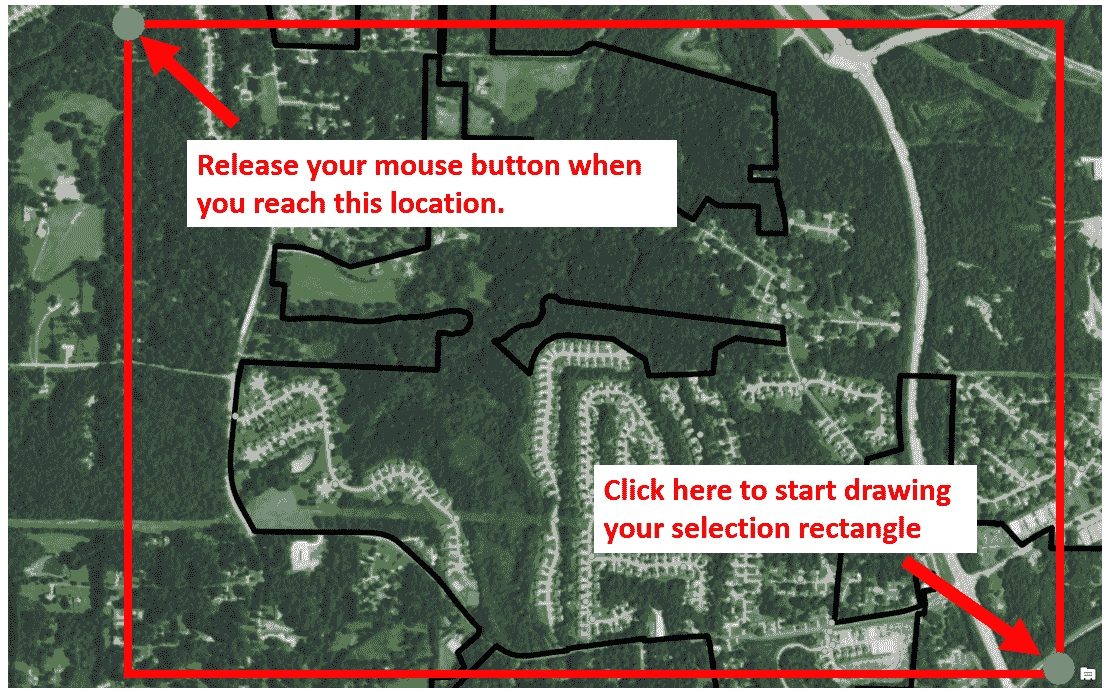 Release your mouse button when
you reach this location.
Click here to start drawing
your selection rectangle